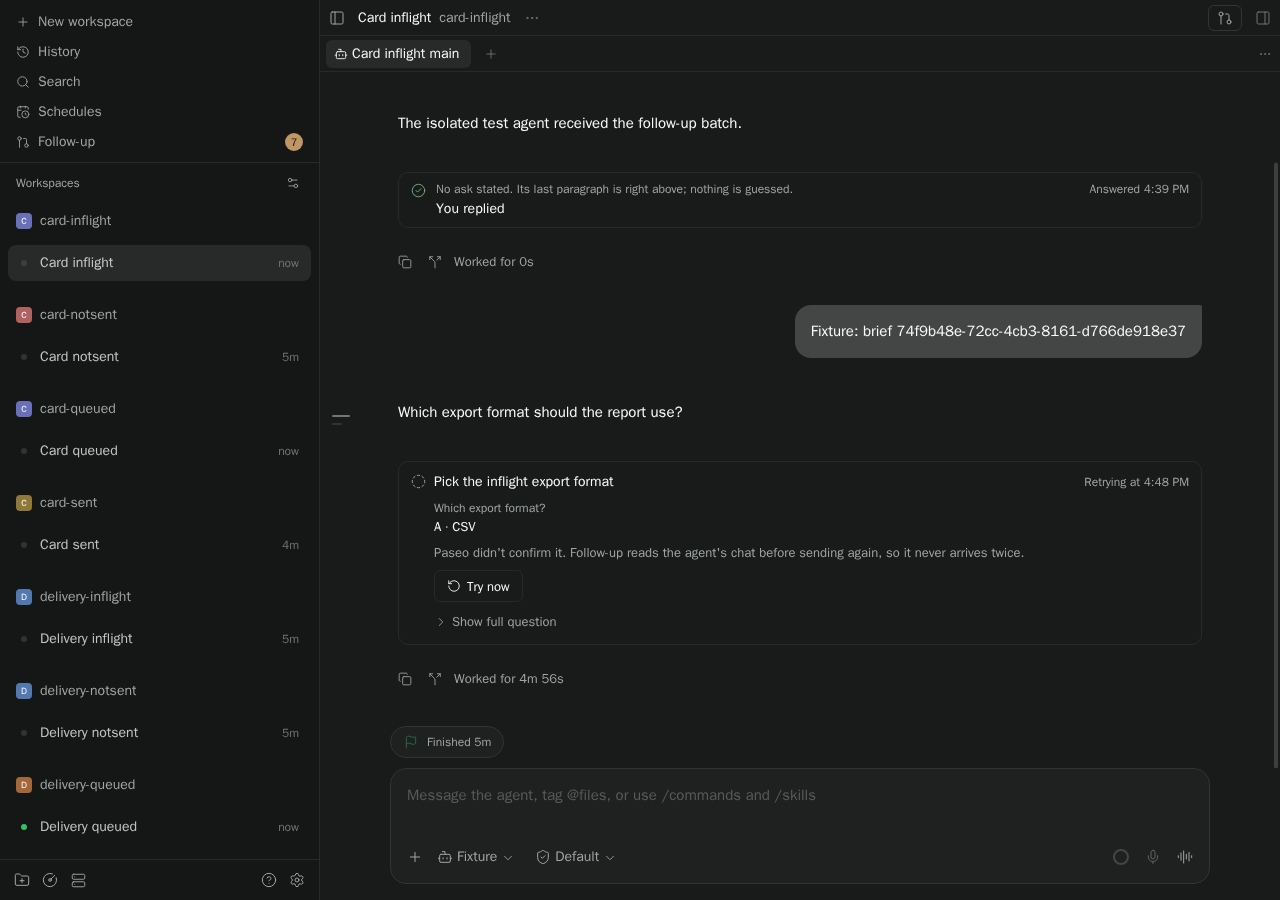 New workspace
History
Search
Schedules
Follow-up 7
Workspaces
C card-inflight
Card inflight now
C card-notsent
Card notsent 5m
C card-queued
Card queued now
C card-sent
Card sent 4m
D delivery-inflight
Delivery inflight 5m
D delivery-notsent
Delivery notsent 5m
D delivery-queued
Delivery queued now
Card inflight card-inflight
Card inflight main
The isolated test agent received the follow-up batch.
No ask stated. Its last paragraph is right above; nothing is guessed. Answered 4:39 PM
You replied
Worked for 0s
Fixture: brief 74f9b48e-72cc-4cb3-8161-d766de918e37
Which export format should the report use?
Pick the inflight export format Retrying at 4:48 PM
Which export format?
A · CSV
Paseo didn't confirm it. Follow-up reads the agent's chat before sending again, so it never arrives twice.
Try now
Show full question
Worked for 4m 56s
Finished 5m
Message the agent, tag @files, or use /commands and /skills
Fixture Default